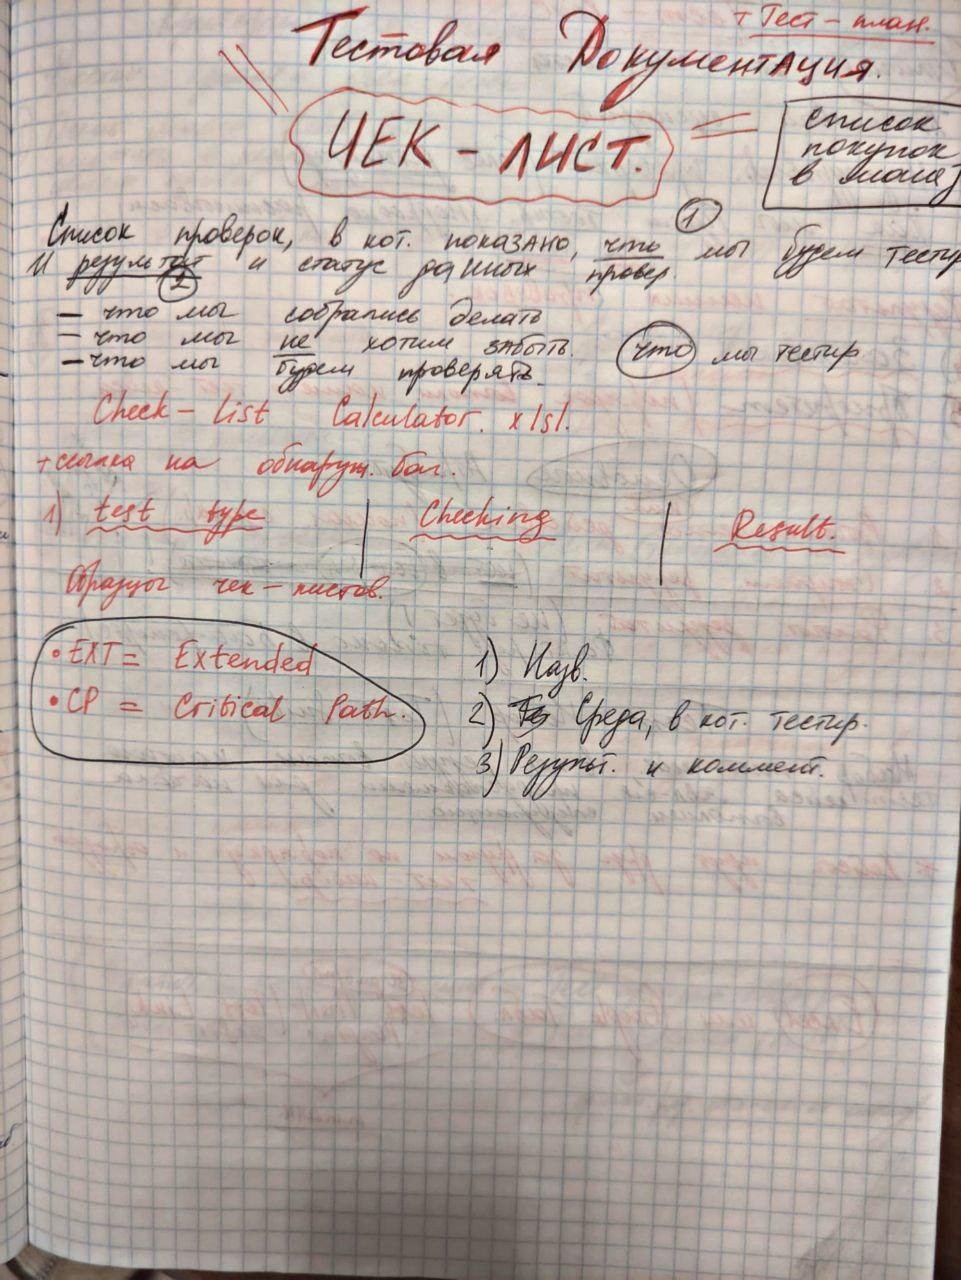 + Тест - план.
Тестовая Документация.
ЧЕК - ЛИСТ.
список
покупок
в
1
Список проверок, в кот. показано, что мы будем тестир
и результат и статус данных провер.
2
- что мы собрались делать
- что мы не хотим забыть.
- что мы будем проверять.
что мы тестир
Check - List Calculator. xlsl.
+ ссылка на обнаруж. баг.
1) test type | Checking | Result.
Образцы чек - листов.
• EXT = Extended
• CP = Critical Path.
1) Назв.
2) Среда, в кот. тестир.
3) Результ. и коммент.